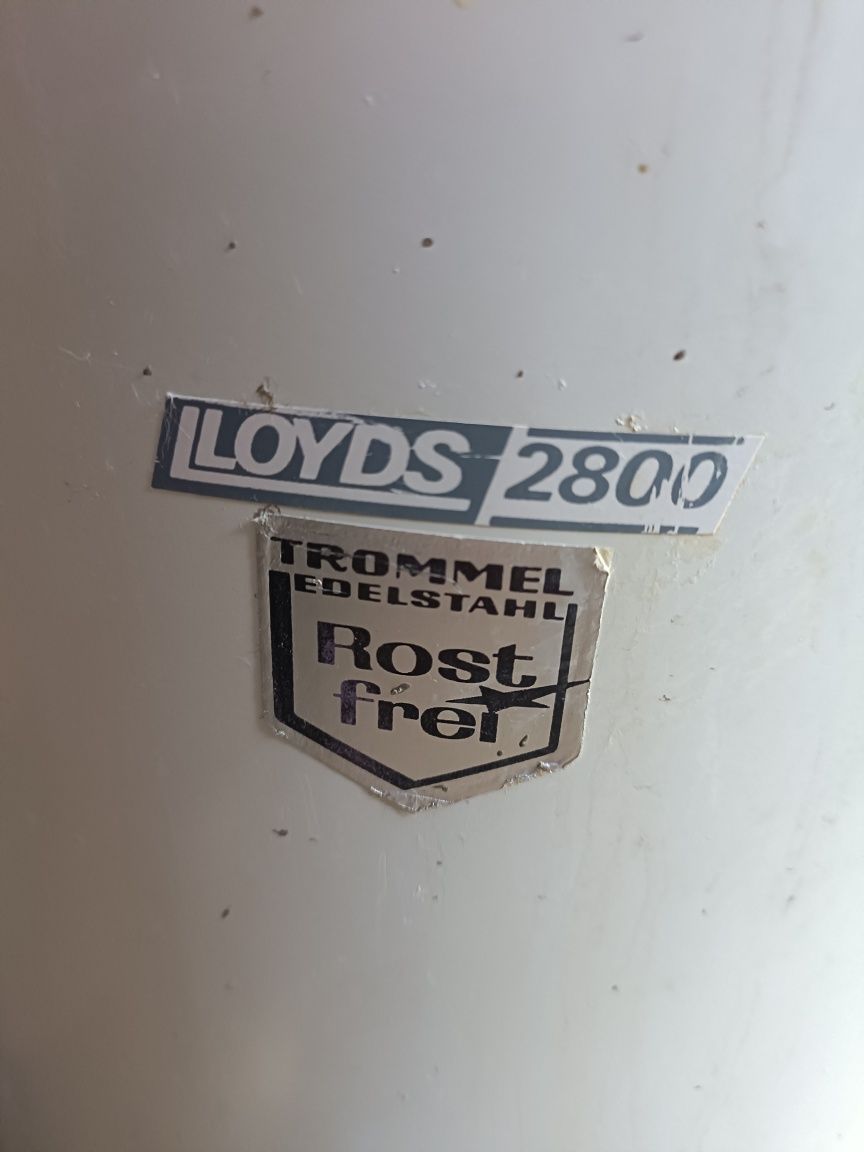 LLOYDS 2800
TROMMEL
EDELSTAHL
Rost
frei